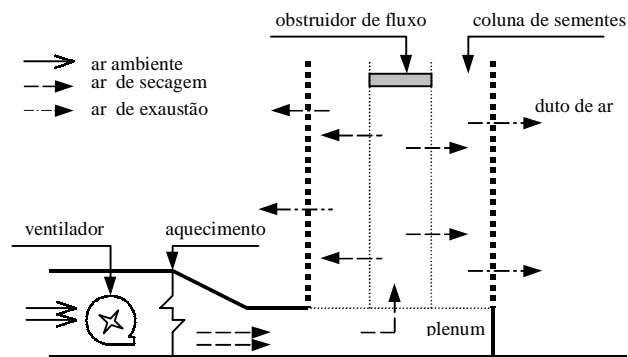 obstruidor de fluxo
coluna de sementes
ar ambiente
ar de secagem
ar de exaustão
duto de ar
ventilador
aquecimento
plenum